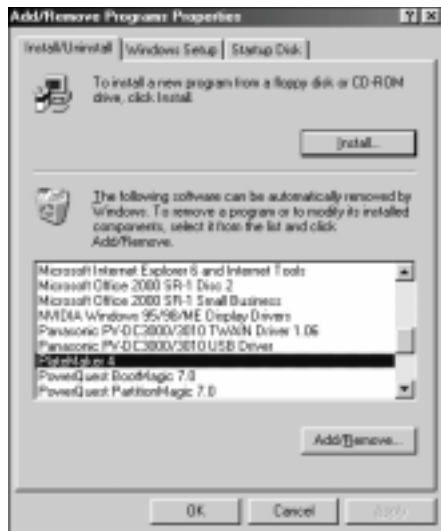 Add/Remove Programs Properties
Install/Uninstall
Windows Setup
Startup Disk
To install a new program from a floppy disk or CD-ROM
drive, click Install.
Install...
The following software can be automatically removed by
Windows. To remove a program or to modify its installed
components, select it from the list and click
Add/Remove.
Microsoft Internet Explorer 6 and Internet Tools
Microsoft Office 2000 SR-1 Disc 2
Microsoft Office 2000 SR-1 Small Business
NVIDIA Windows 95/98/ME Display Drivers
Panasonic PV-DC3000/3010 TWAIN Driver 1.06
Panasonic PV-DC3000/3010 USB Driver
PlateMaker 4
PowerQuest BootMagic 7.0
PowerQuest PartitionMagic 7.0
Add/Remove...
OK
Cancel
Apply